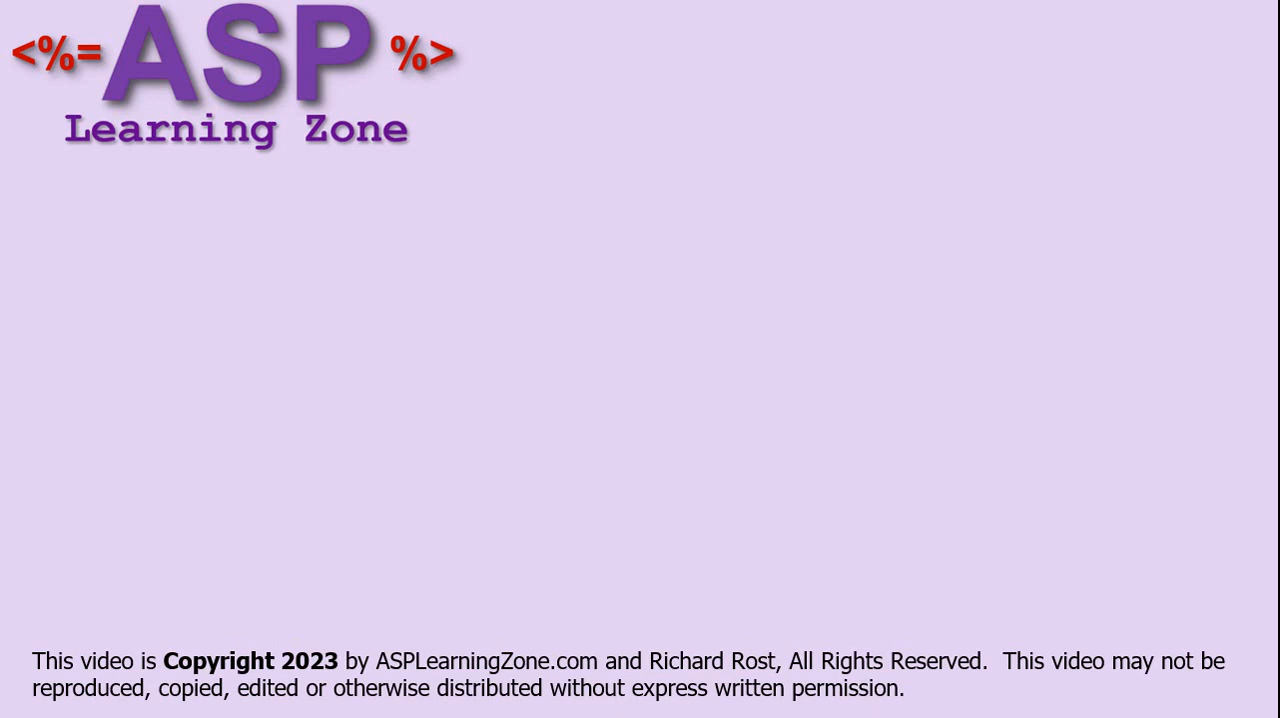 <%=ASP %>
Learning Zone
This video is Copyright 2023 by ASPLearningZone.com and Richard Rost, All Rights Reserved.  This video may not be
reproduced, copied, edited or otherwise distributed without express written permission.